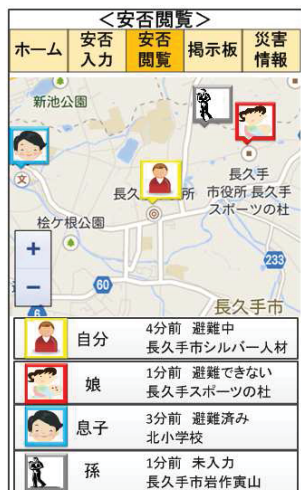 <安否閲覧>
ホーム
安否
入力
安否
閲覧
掲示板
災害
情報
新池公園
長久手
長久 所 市役所 長久手
スポーツの杜
文
桧ケ根公園
+
−
233
60
6
長久手市
自分
4分前 避難中
長久手市シルバー人材
娘
1分前 避難できない
長久手スポーツの杜
息子
3分前 避難済み
北小学校
孫
1分前 未入力
長久手市岩作寅山